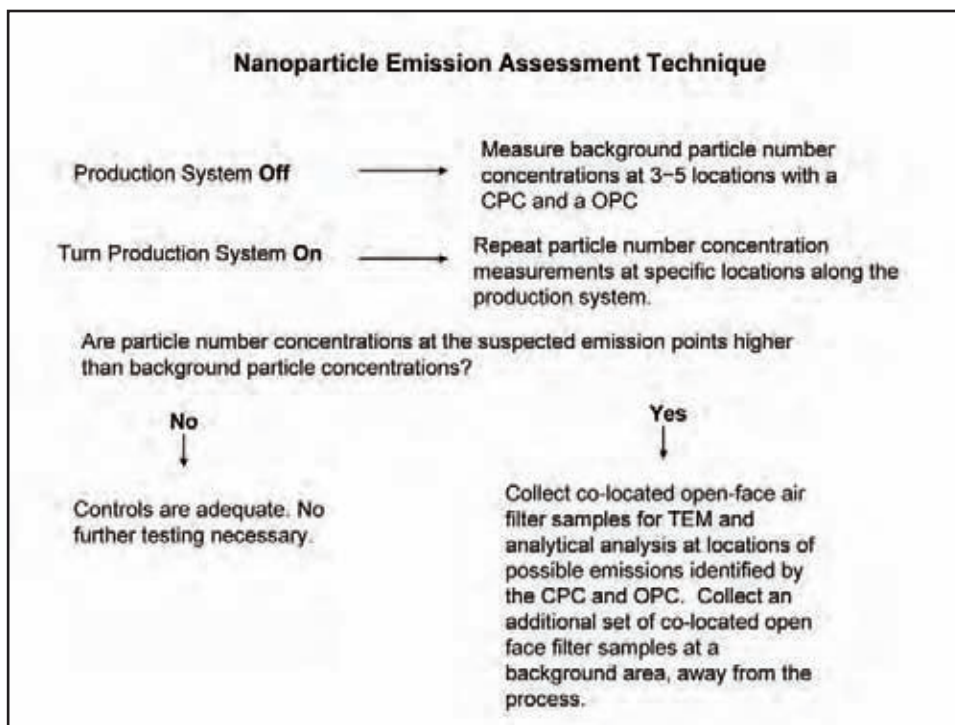 Nanoparticle Emission Assessment Technique
Production System Off
Measure background particle number
concentrations at 3–5 locations with a
CPC and a OPC
Turn Production System On
Repeat particle number concentration
measurements at specific locations along the
production system.
Are particle number concentrations at the suspected emission points higher
than background particle concentrations?
No
Controls are adequate. No
further testing necessary.
Yes
Collect co-located open-face air
filter samples for TEM and
analytical analysis at locations of
possible emissions identified by
the CPC and OPC.  Collect an
additional set of co-located open
face filter samples at a
background area, away from the
process.